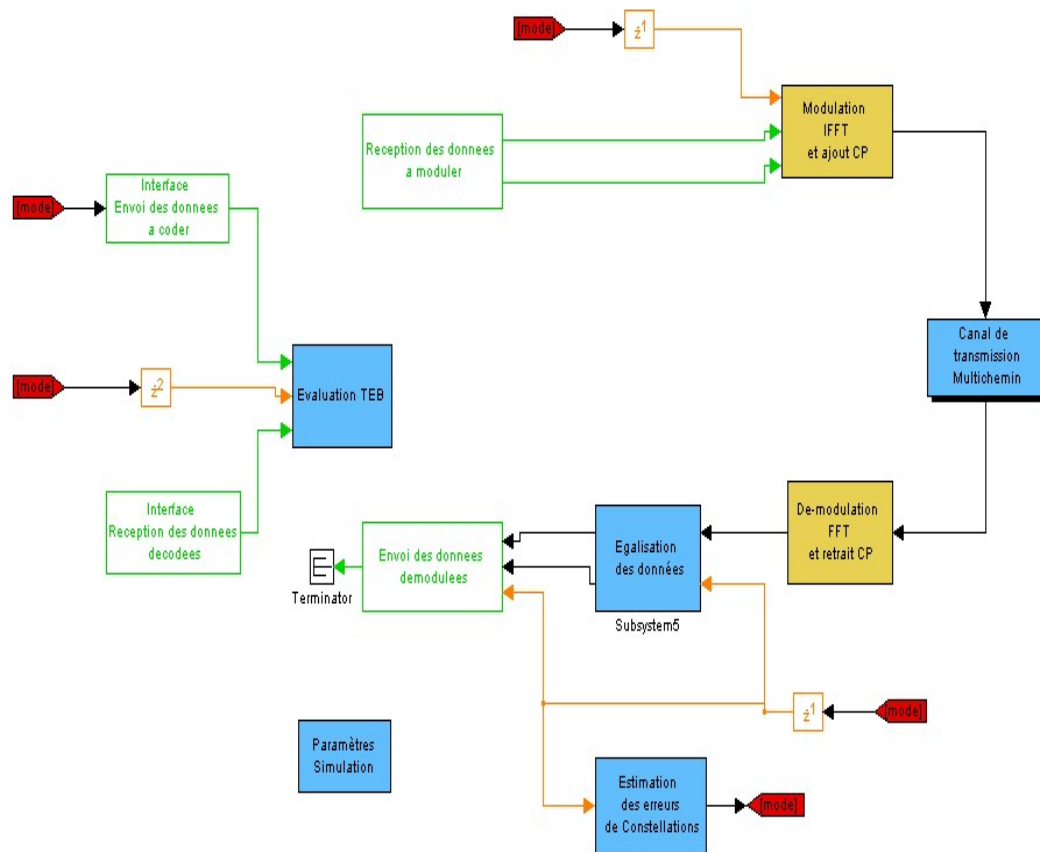 [mode]
z^1
Modulation
IFFT
et ajout CP
Reception des donnees
a moduler
Interface
Envoi des donnees
a coder
[mode]
Canal de
transmission
Multichemin
[mode]
z^2
Evaluation TEB
Interface
Reception des donnees
decodees
De-modulation
FFT
et retrait CP
Egalisation
des données
Envoi des donnees
demodulees
Terminator
Subsystem5
z^1
[mode]
Paramètres
Simulation
Estimation
des erreurs
de Constellations
[mode]